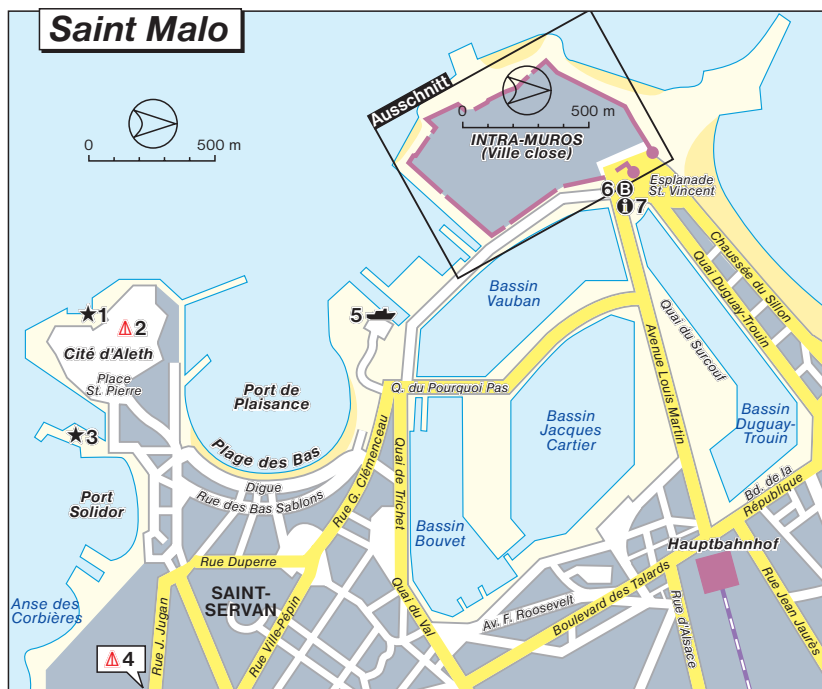 Saint Malo
0
500 m
Ausschnitt
0
500 m
INTRA-MUROS
(Ville close)
6 B
i 7
Esplanade
St. Vincent
Chaussée du Sillon
Quai Duguay-Trouin
Quai du Surcouf
Avenue Louis Martin
Bassin
Vauban
1
2
Cité d'Aleth
Place
St. Pierre
3
5
Port de
Plaisance
Plage des Bas
Digue
Rue des Bas Sablons
Q. du Pourquoi Pas
Rue G. Clémenceau
Quai de Trichet
Bassin
Jacques
Cartier
Bassin
Duguay-
Trouin
Bd. de la
République
Port
Solidor
Bassin
Bouvet
Hauptbahnhof
Rue Duperre
SAINT-
SERVAN
Anse des
Corbières
Rue J. Jugan
Rue Ville-Pépin
Quai du Val
Av. F. Roosevelt
Boulevard des Talards
Rue d'Alsace
Rue Jean Jaurès
4